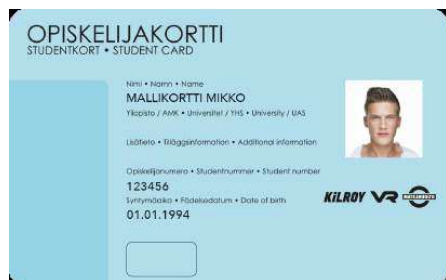 OPISKELIJAKORTTI
STUDENTKORT • STUDENT CARD
Nimi • Namn • Name
MALLIKORTTI MIKKO
Yliopisto / AMK • Universitet / YHS • University / UAS
Lisätieto • Tilläggsinformation • Additional information
Opiskelijanumero • Studentnummer • Student number
123456
Syntymäaika • Födelsedatum • Date of birth
01.01.1994
KILROY VR MATKAHUOLTO